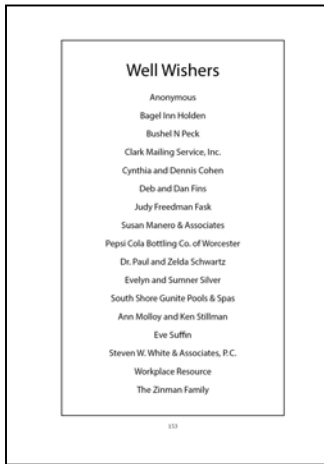 Well Wishers
Anonymous
Bagel Inn Holden
Bushel N Peck
Clark Mailing Service, Inc.
Cynthia and Dennis Cohen
Deb and Dan Fins
Judy Freedman Fask
Susan Manero & Associates
Pepsi Cola Bottling Co. of Worcester
Dr. Paul and Zelda Schwartz
Evelyn and Sumner Silver
South Shore Gunite Pools & Spas
Ann Molloy and Ken Stillman
Eve Suffin
Steven W. White & Associates, P.C.
Workplace Resource
The Zinman Family
153